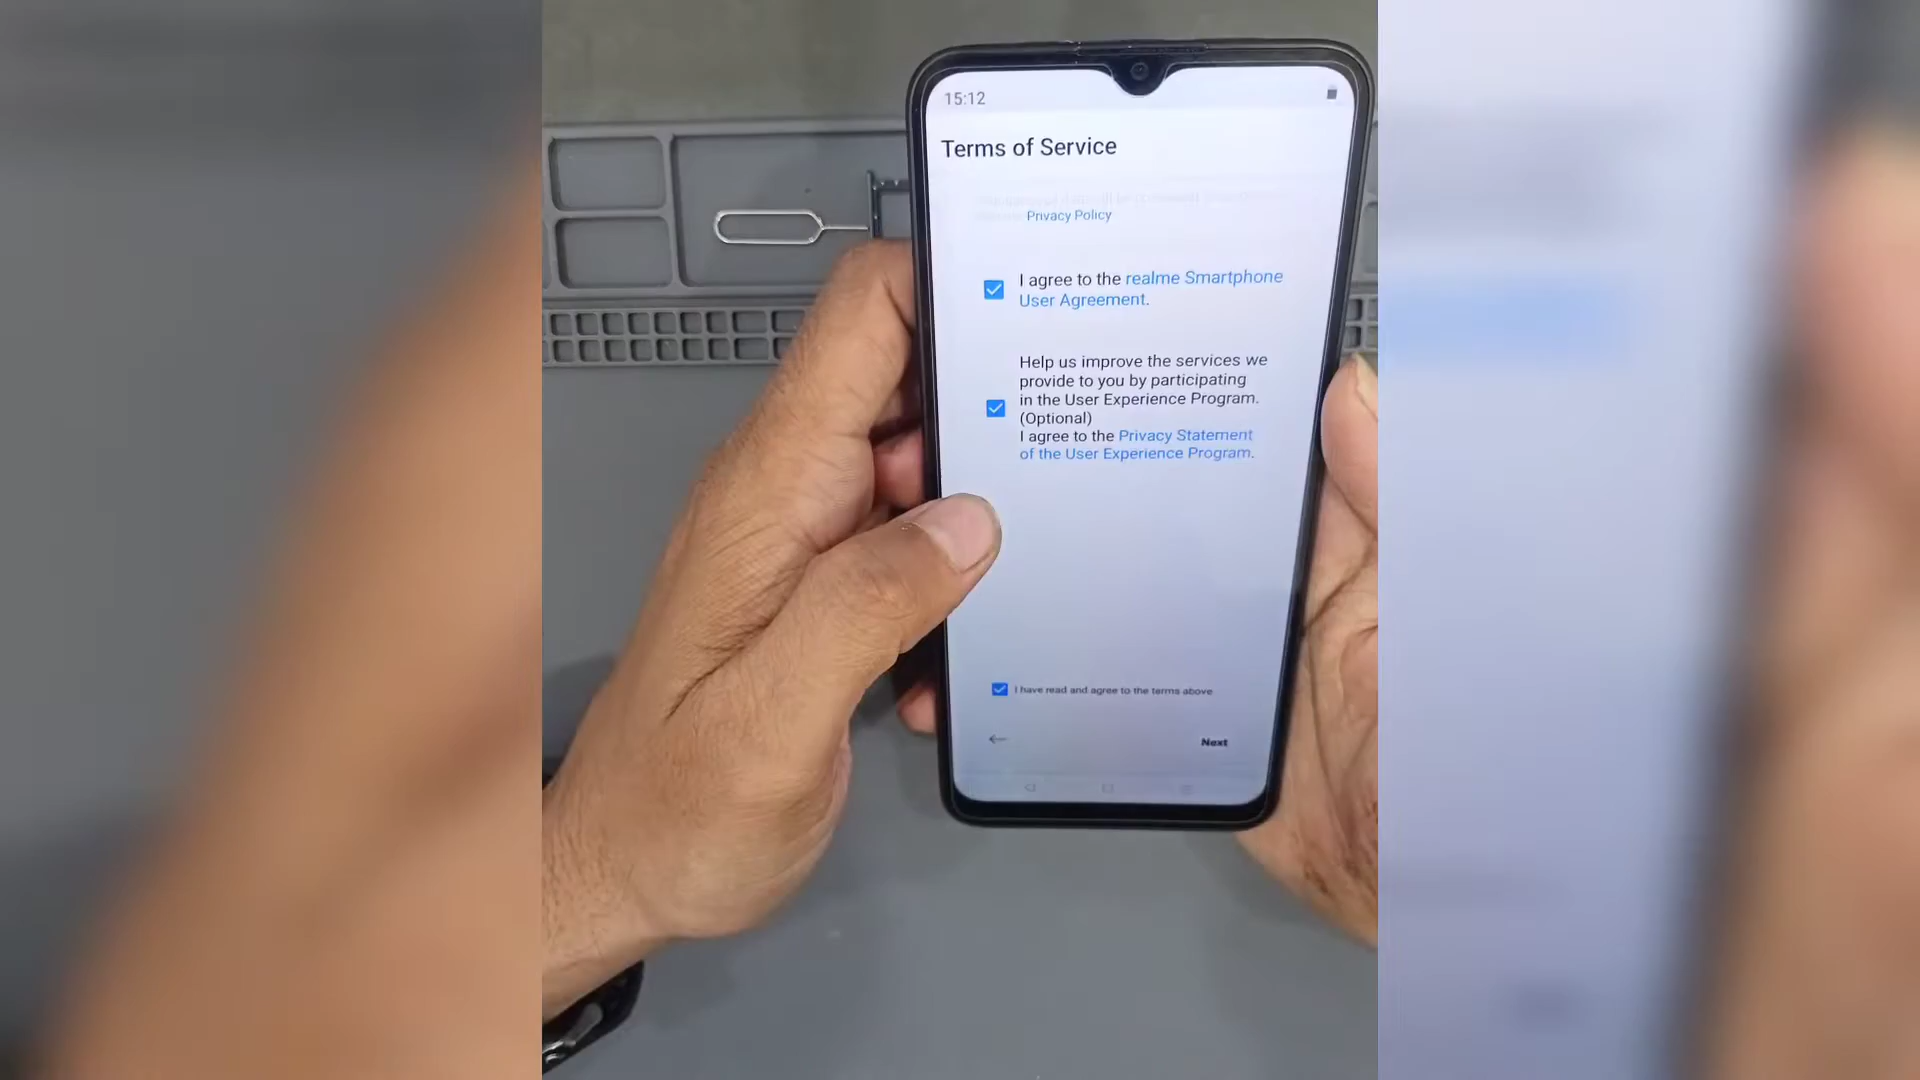 15:12
Terms of Service
Privacy Policy
I agree to the realme Smartphone
User Agreement.
Help us improve the services we
provide to you by participating
in the User Experience Program.
(Optional)
I agree to the Privacy Statement
of the User Experience Program.
I have read and agree to the terms above
Next